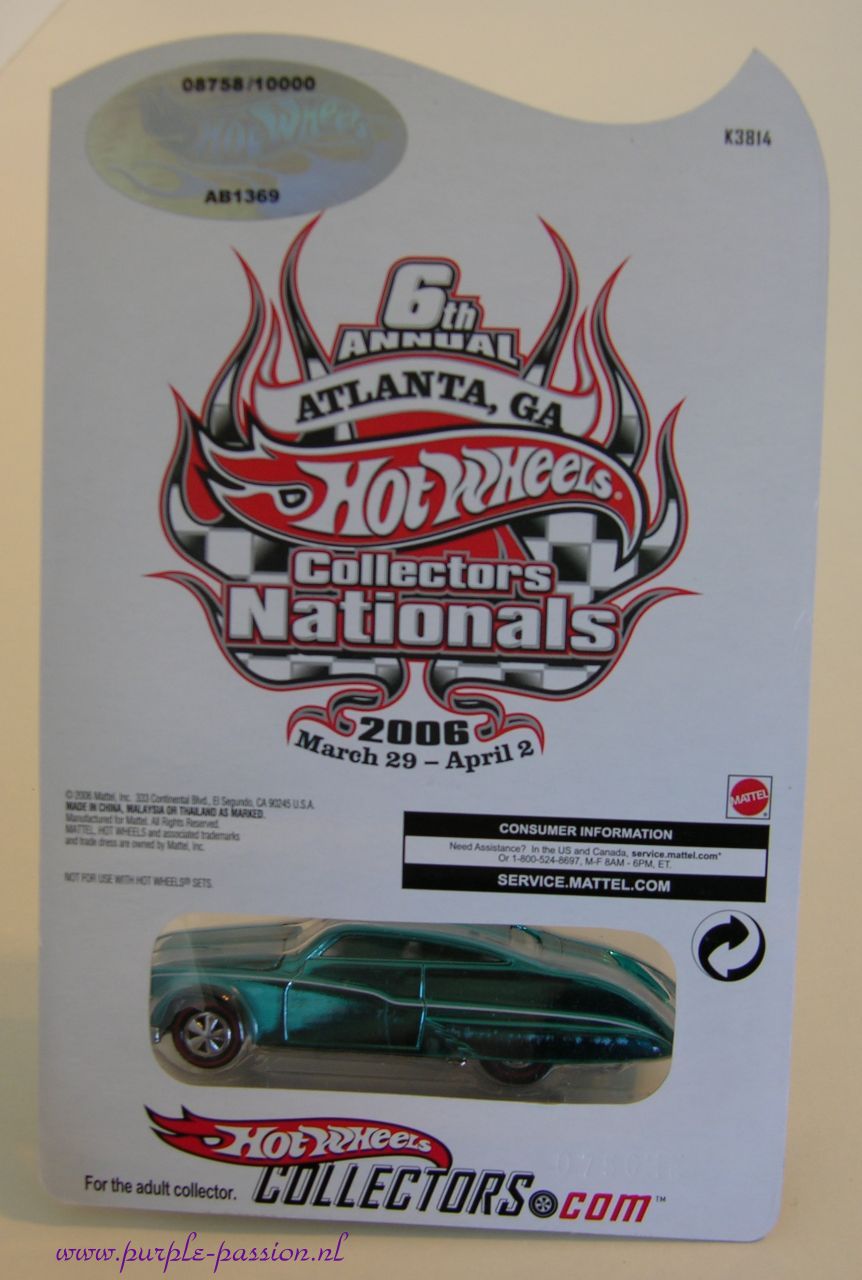 08758/10000
Hot Wheels
AB1369
K3814
6th
ANNUAL
ATLANTA, GA
Hot Wheels®
Collectors
Nationals
2006
March 29 – April 2
MATTEL
© 2006 Mattel, Inc. 333 Continental Blvd., El Segundo, CA 90245 U.S.A.
MADE IN CHINA, MALAYSIA OR THAILAND AS MARKED.
Manufactured for Mattel. All Rights Reserved.
MATTEL, HOT WHEELS and associated trademarks
and trade dress are owned by Mattel, Inc.
NOT FOR USE WITH HOT WHEELS® SETS.
CONSUMER INFORMATION
Need Assistance? In the US and Canada, service.mattel.com*
Or 1-800-524-8697, M-F 8AM - 6PM, ET.
SERVICE.MATTEL.COM
Hot Wheels
For the adult collector.
COLLECTORS.com™
www.purple-passion.nl